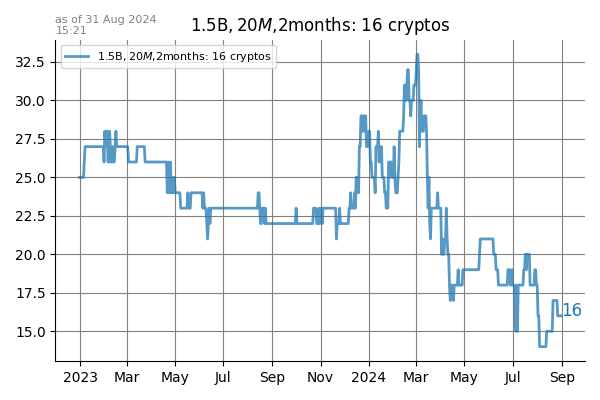 as of 31 Aug 2024
15:21
1.5B, 20M,2months: 16 cryptos
1.5B, 20M,2months: 16 cryptos
32.5
30.0
27.5
25.0
22.5
20.0
17.5
15.0
16
2023 Mar May Jul Sep Nov 2024 Mar May Jul Sep